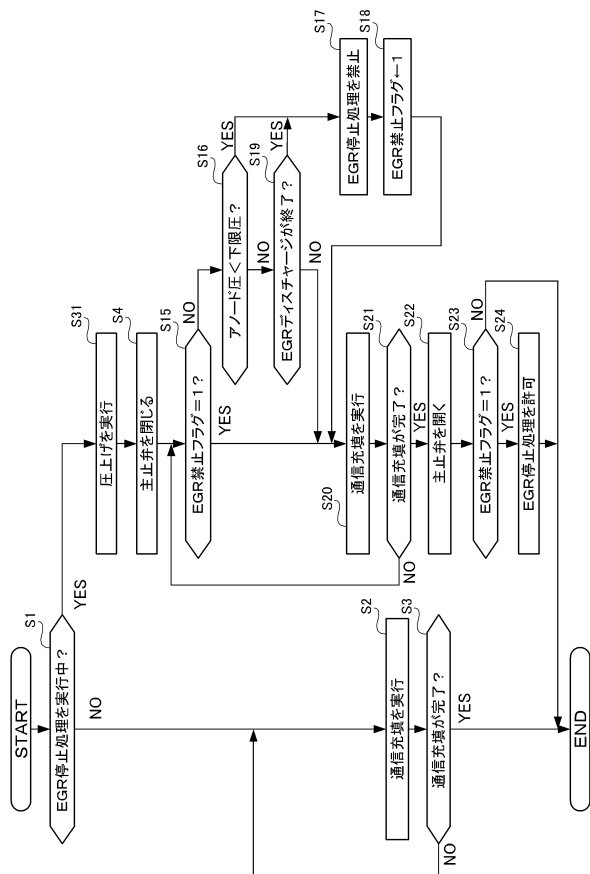 START
S1
EGR停止処理を実行中?
YES
NO
S31
圧上げを実行
S4
主止弁を閉じる
S15
EGR禁止フラグ=1?
NO
YES
S16
アノード圧<下限圧?
YES
NO
S19
EGRディスチャージが終了?
YES
NO
S17
EGR停止処理を禁止
S18
EGR禁止フラグ←1
S20
通信充填を実行
S21
通信充填が完了?
NO
YES
S22
主止弁を開く
S23
EGR禁止フラグ=1?
NO
YES
S24
EGR停止処理を許可
S2
通信充填を実行
S3
通信充填が完了?
NO
YES
END